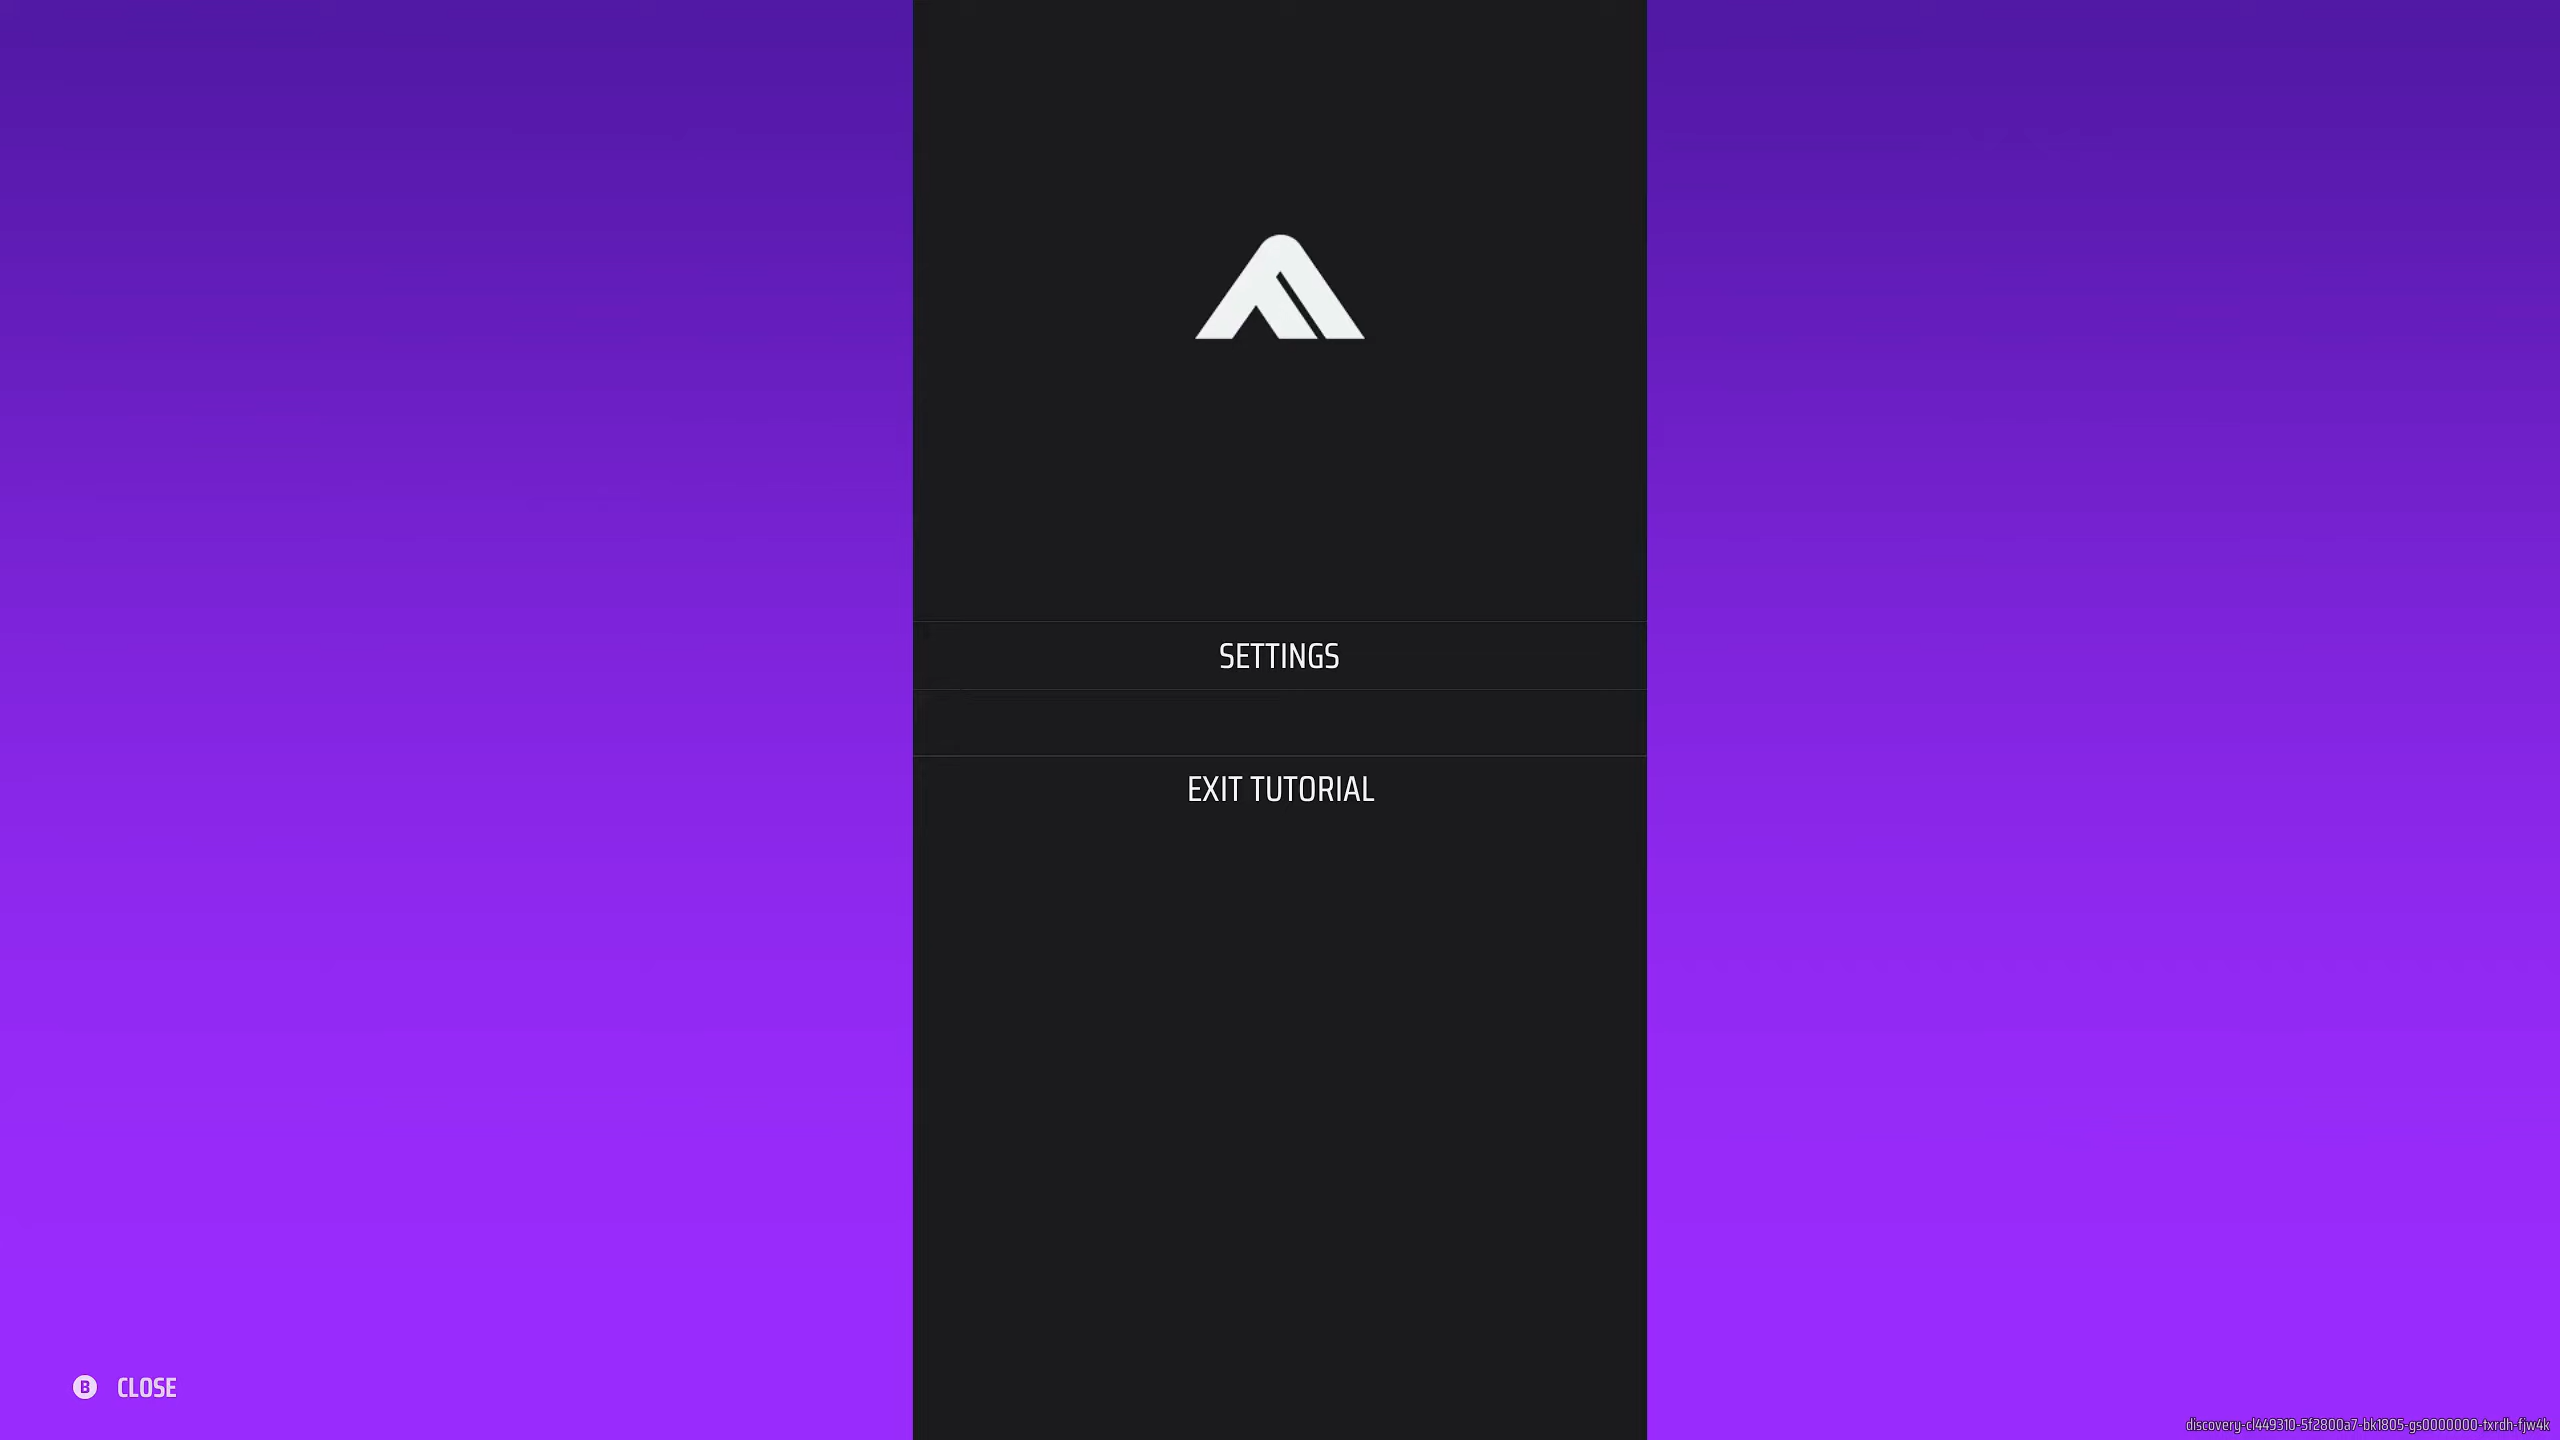 SETTINGS
EXIT TUTORIAL
B CLOSE
discovery-cl449310-5f2800a7-bk1805-gs0000000-txrdh-fjw4k